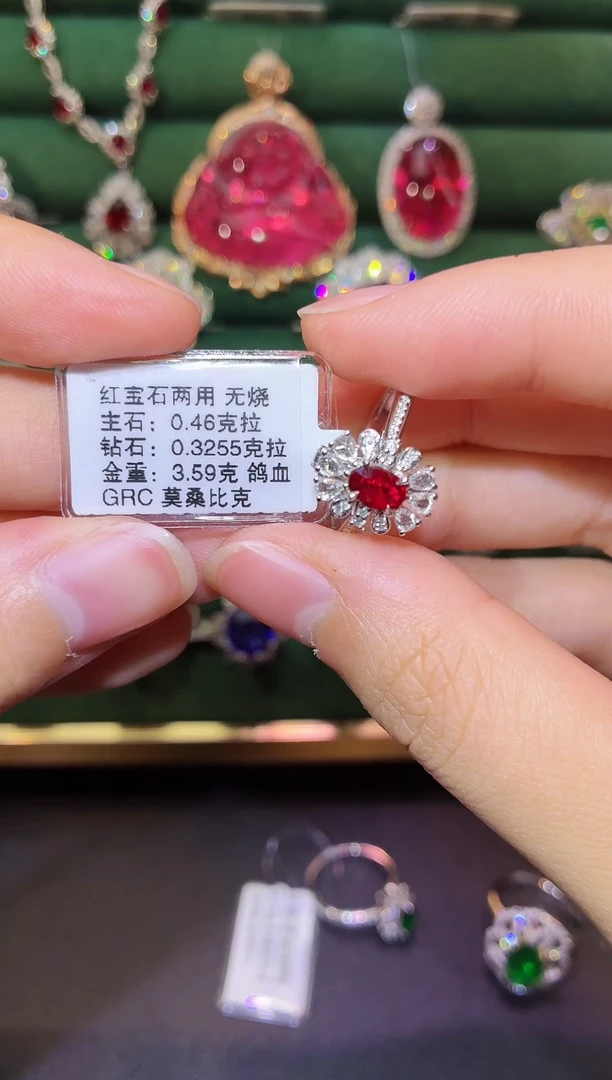 红宝石两用 无烧
主石：0.46克拉
钻石：0.3255克拉
金重：3.59克 鸽血
GRC 莫桑比克